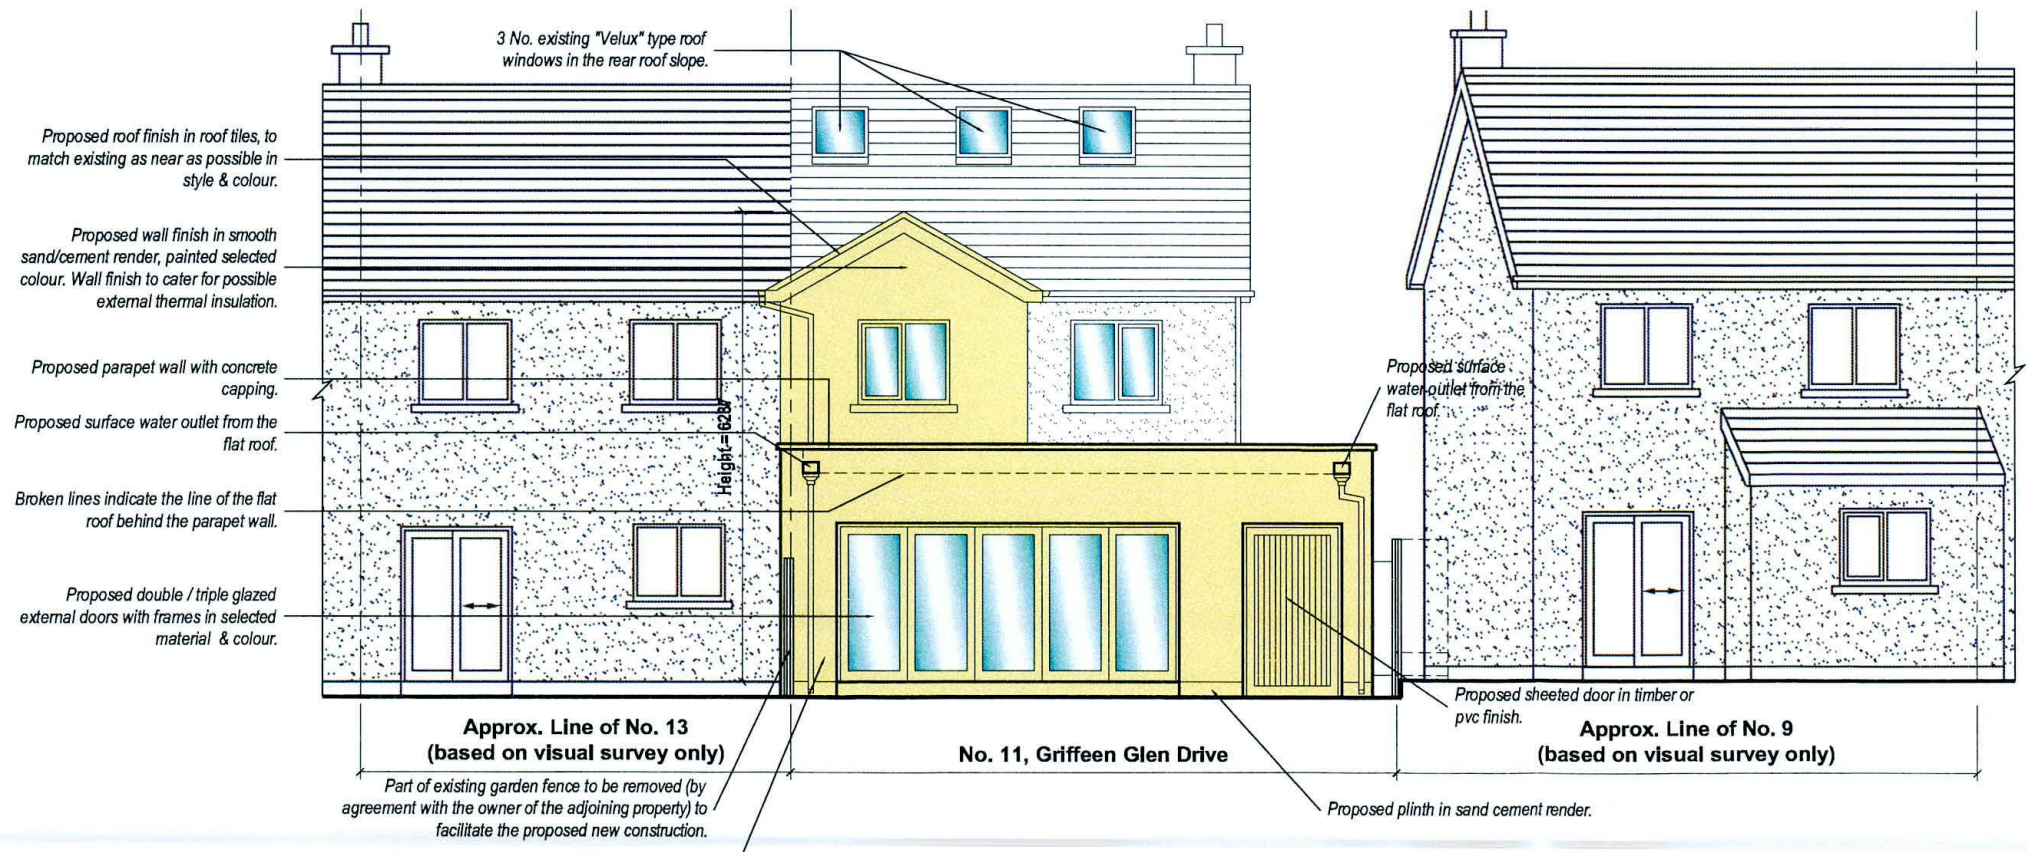 3 No. existing "Velux" type roof
windows in the rear roof slope.
Proposed roof finish in roof tiles, to
match existing as near as possible in
style & colour.
Proposed wall finish in smooth
sand/cement render, painted selected
colour. Wall finish to cater for possible
external thermal insulation.
Proposed parapet wall with concrete
capping.
Proposed surface water outlet from the
flat roof.
Broken lines indicate the line of the flat
roof behind the parapet wall.
Proposed double / triple glazed
external doors with frames in selected
material & colour.
Height = 6287
Proposed surface
water outlet from the
flat roof.
Proposed sheeted door in timber or
pvc finish.
Approx. Line of No. 13
(based on visual survey only)
No. 11, Griffeen Glen Drive
Approx. Line of No. 9
(based on visual survey only)
Part of existing garden fence to be removed (by
agreement with the owner of the adjoining property) to
facilitate the proposed new construction.
Proposed plinth in sand cement render.